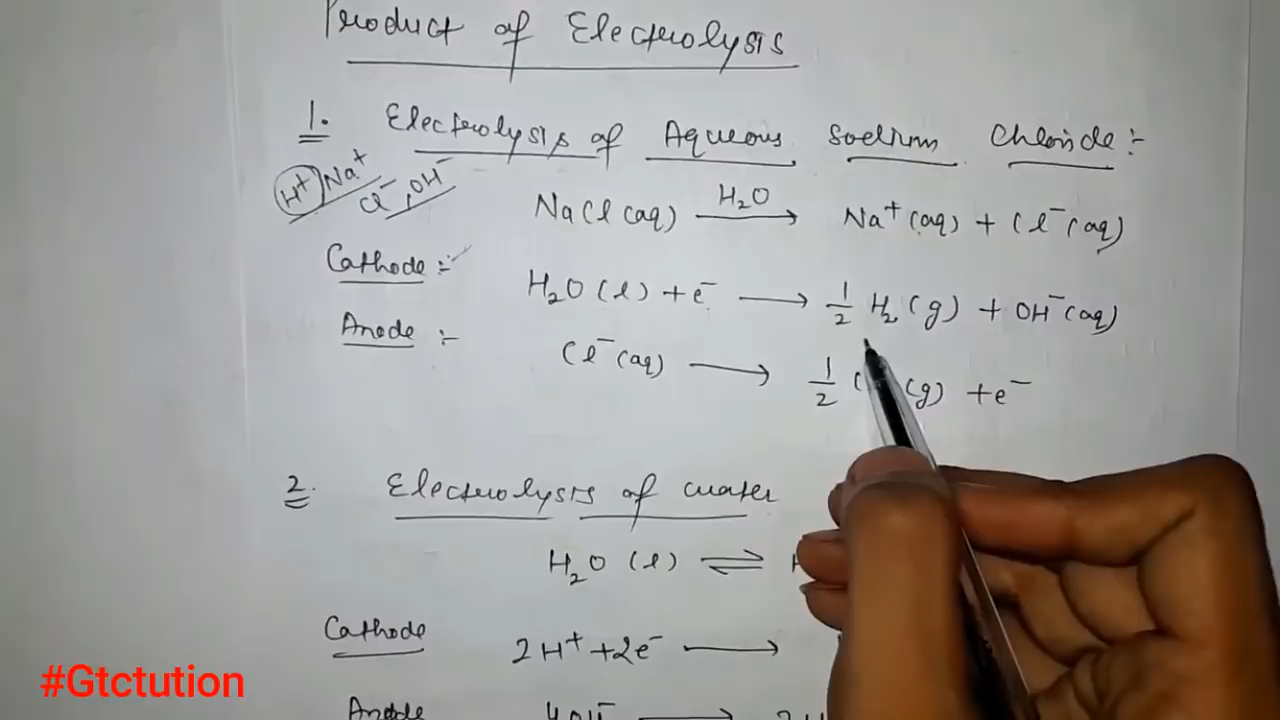 Product of Electrolysis
1. Electrolysis of Aqueous Sodium Chloride :-
H⁺, Na⁺
Cl⁻, OH⁻
NaCl(aq) —H₂O→ Na⁺(aq) + Cl⁻(aq)
Cathode :-
H₂O(l) + e⁻ → 1/2 H₂(g) + OH⁻(aq)
Anode :-
Cl⁻(aq) → 1/2 (g) + e⁻
2. Electrolysis of water
H₂O(l) ⇌
Cathode 2H⁺ + 2e⁻ →
Anode 4OH⁻ →
#Gtctution